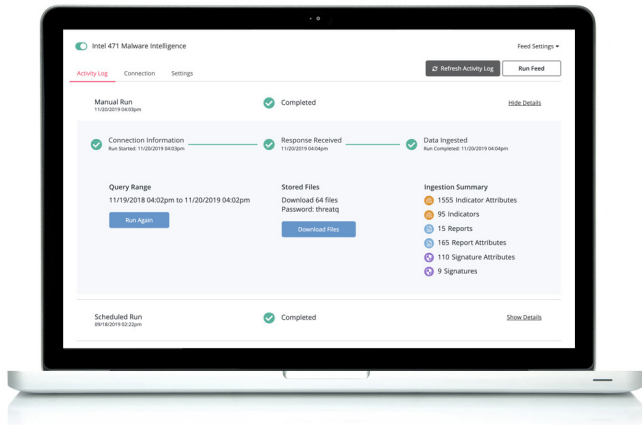 Intel 471 Malware Intelligence
Feed Settings
Activity Log Connection Settings
Refresh Activity Log Run Feed
Manual Run
11/20/2019 04:03pm
Completed
Hide Details
Connection Information
Run Started: 11/20/2019 04:03pm
Response Received
11/20/2019 04:04pm
Data Ingested
Run Completed: 11/20/2019 04:04pm
Query Range
11/19/2018 04:02pm to 11/20/2019 04:02pm
Run Again
Stored Files
Download 64 files
Password: threatq
Download Files
Ingestion Summary
1555 Indicator Attributes
95 Indicators
15 Reports
165 Report Attributes
110 Signature Attributes
9 Signatures
Scheduled Run
09/18/2019 02:22pm
Completed
Show Details